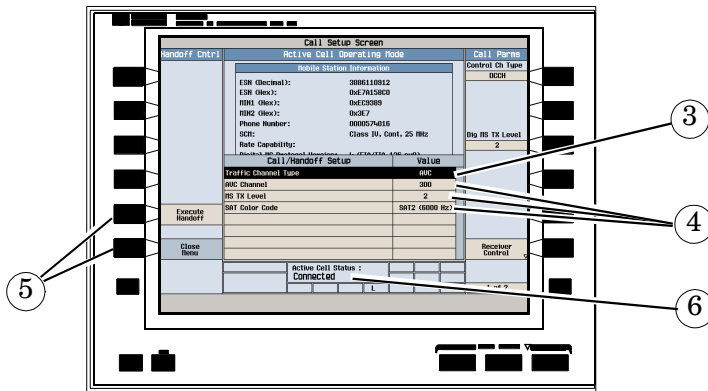 Call Setup Screen
Handoff Cntrl
Active Cell Operating Mode
Call Parms
Mobile Station Information
Control Ch Type
DCCH
ESN (Decimal): 3886110912
ESN (Hex): 0xE7A158C0
MIN1 (Hex): 0xEC9389
MIN2 (Hex): 0x3E7
Phone Number: 0000574016
SCM: Class IV, Cont, 25 MHz
Rate Capability:
Dig MS TX Level
2
Call/Handoff Setup Value
Traffic Channel Type AVC
AVC Channel 300
MS TX Level 2
SAT Color Code SAT2 (6000 Hz)
Execute
Handoff
Close
Menu
Receiver
Control
Active Cell Status :
Connected
L
3
4
5
6